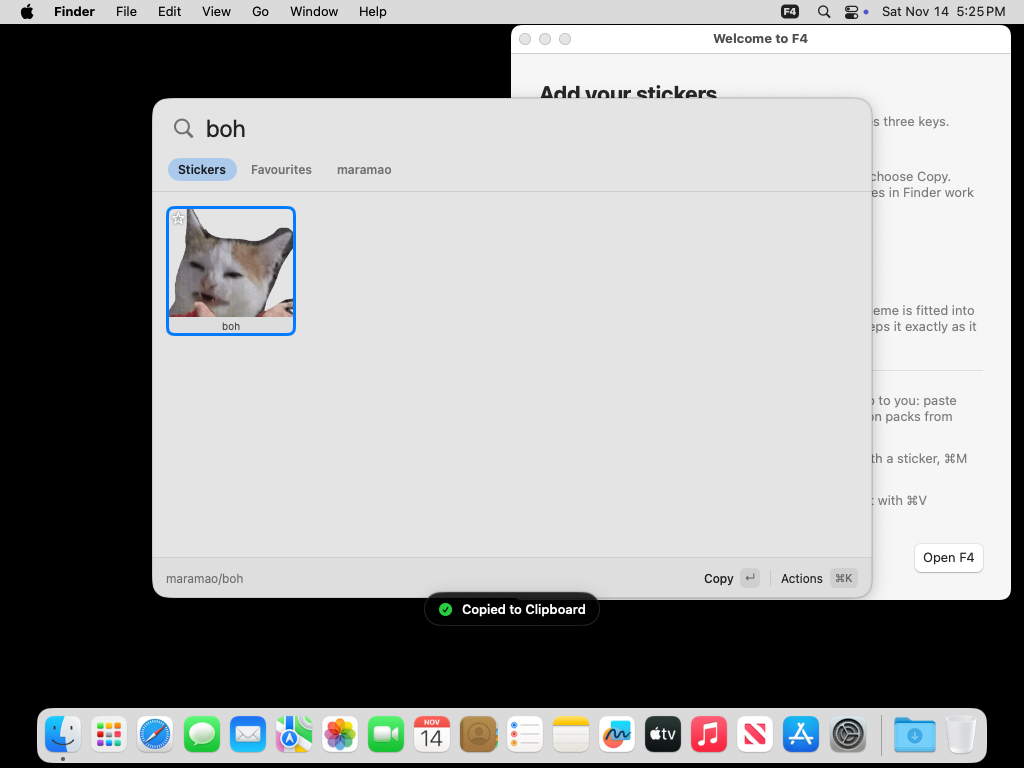 Finder File Edit View Go Window Help F4 Sat Nov 14 5:25 PM
Welcome to F4
Add your stickers
s three keys.
boh
Stickers Favourites maramao
choose Copy.
es in Finder work
boh
eme is fitted into
eps it exactly as it
to you: paste
on packs from
th a sticker, ⌘M
with ⌘V
Open F4
maramao/boh Copy ↵ Actions ⌘K
Copied to Clipboard
NOV
14
tv